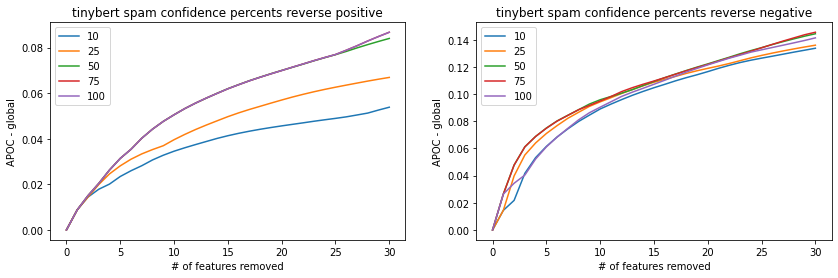 tinybert spam confidence percents reverse positive
APOC - global
0.08
0.06
0.04
0.02
0.00
10
25
50
75
100
0 5 10 15 20 25 30
# of features removed
tinybert spam confidence percents reverse negative
APOC - global
0.14
0.12
0.10
0.08
0.06
0.04
0.02
0.00
10
25
50
75
100
0 5 10 15 20 25 30
# of features removed